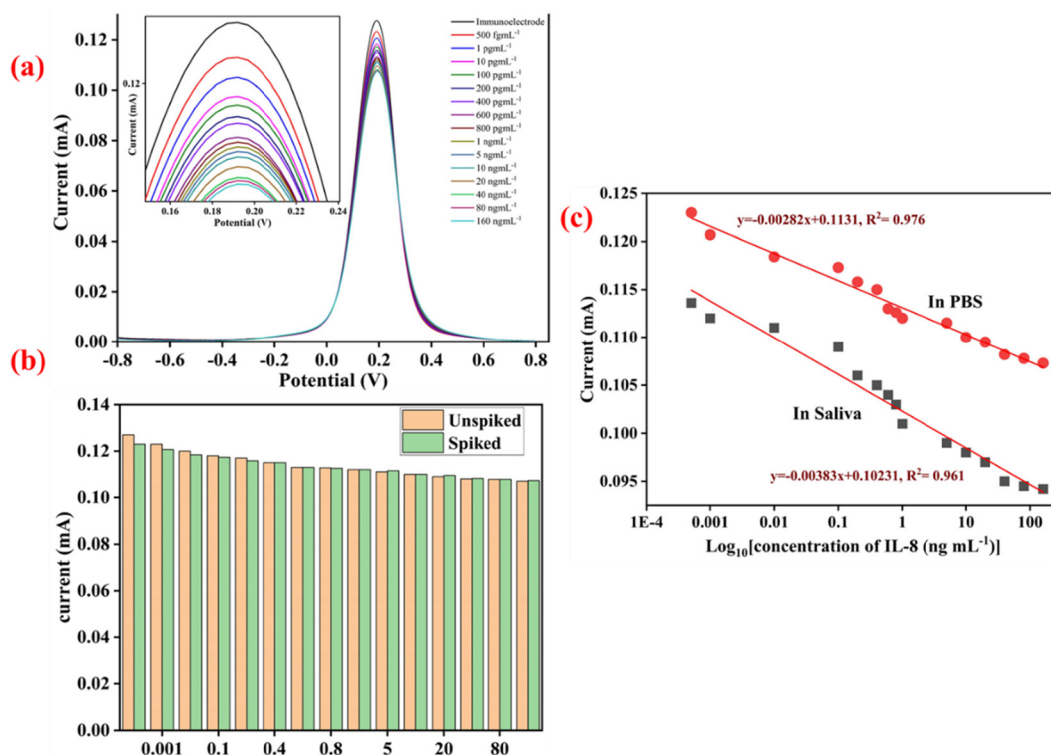 (a)
0.12
0.10
0.08
0.06
0.04
0.02
0.00
Current (mA)
-0.8
-0.4
0.0
0.4
0.8
Potential (V)
0.12
Current (mA)
0.16
0.18
0.20
0.22
0.24
Potential (V)
Immunoelectrode
500 fgmL⁻¹
1 pgmL⁻¹
10 pgmL⁻¹
100 pgmL⁻¹
200 pgmL⁻¹
400 pgmL⁻¹
600 pgmL⁻¹
800 pgmL⁻¹
1 ngmL⁻¹
5 ngmL⁻¹
10 ngmL⁻¹
20 ngmL⁻¹
40 ngmL⁻¹
80 ngmL⁻¹
160 ngmL⁻¹
(b)
0.14
0.12
0.10
0.08
0.06
0.04
0.02
0.00
current (mA)
Unspiked
Spiked
0.001
0.1
0.4
0.8
5
20
80
(c)
0.125
0.120
0.115
0.110
0.105
0.100
0.095
Current (mA)
y=-0.00282x+0.1131, R²= 0.976
In PBS
In Saliva
y=-0.00383x+0.10231, R²= 0.961
1E-4
0.001
0.01
0.1
1
10
100
Log₁₀[concentration of IL-8 (ng mL⁻¹)]